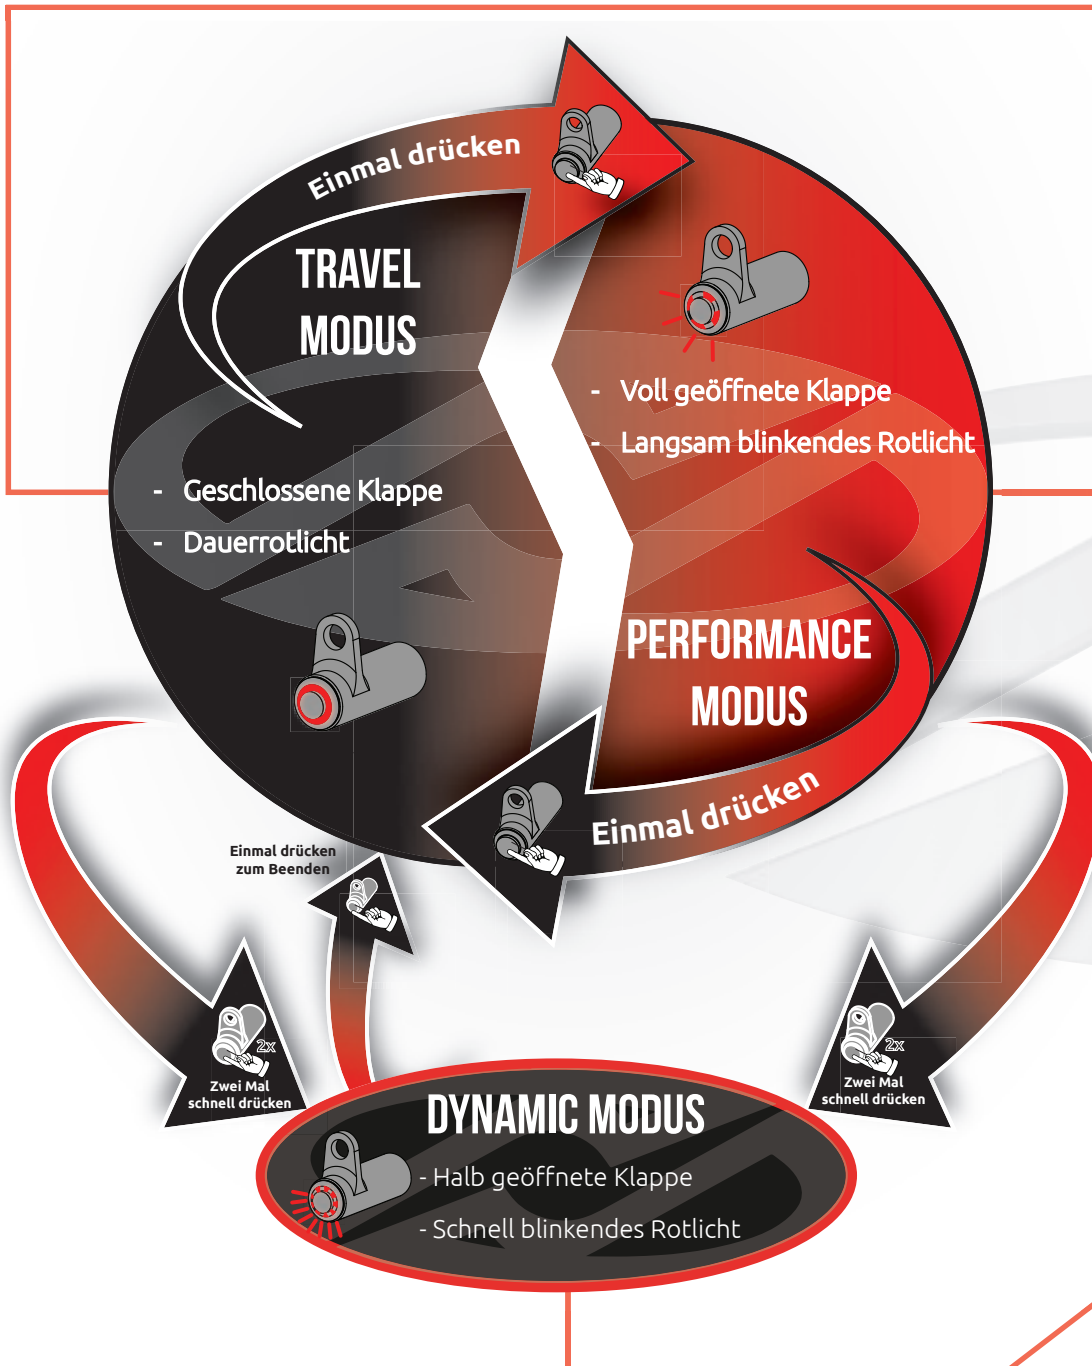 Einmal drücken
TRAVEL
MODUS
- Geschlossene Klappe
- Dauerrotlicht
- Voll geöffnete Klappe
- Langsam blinkendes Rotlicht
PERFORMANCE
MODUS
Einmal drücken
Einmal drücken
zum Beenden
2x
Zwei Mal
schnell drücken
2x
Zwei Mal
schnell drücken
DYNAMIC MODUS
- Halb geöffnete Klappe
- Schnell blinkendes Rotlicht